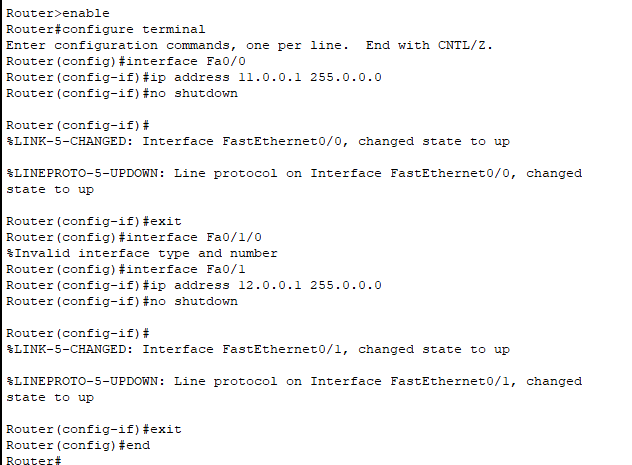 Router>enable
Router#configure terminal
Enter configuration commands, one per line.  End with CNTL/Z.
Router(config)#interface Fa0/0
Router(config-if)#ip address 11.0.0.1 255.0.0.0
Router(config-if)#no shutdown
Router(config-if)#
%LINK-5-CHANGED: Interface FastEthernet0/0, changed state to up
%LINEPROTO-5-UPDOWN: Line protocol on Interface FastEthernet0/0, changed
state to up
Router(config-if)#exit
Router(config)#interface Fa0/1/0
%Invalid interface type and number
Router(config)#interface Fa0/1
Router(config-if)#ip address 12.0.0.1 255.0.0.0
Router(config-if)#no shutdown
Router(config-if)#
%LINK-5-CHANGED: Interface FastEthernet0/1, changed state to up
%LINEPROTO-5-UPDOWN: Line protocol on Interface FastEthernet0/1, changed
state to up
Router(config-if)#exit
Router(config)#end
Router#